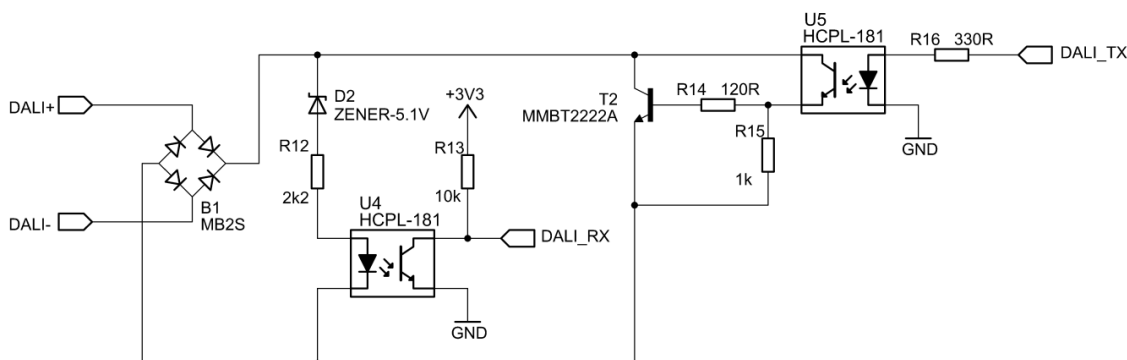 U5
HCPL-181
R16 330R
DALI_TX
DALI+
D2
ZENER-5.1V
+3V3
T2
MMBT2222A
R14 120R
R15
1k
GND
R12
2k2
R13
10k
B1
MB2S
DALI-
U4
HCPL-181
DALI_RX
GND